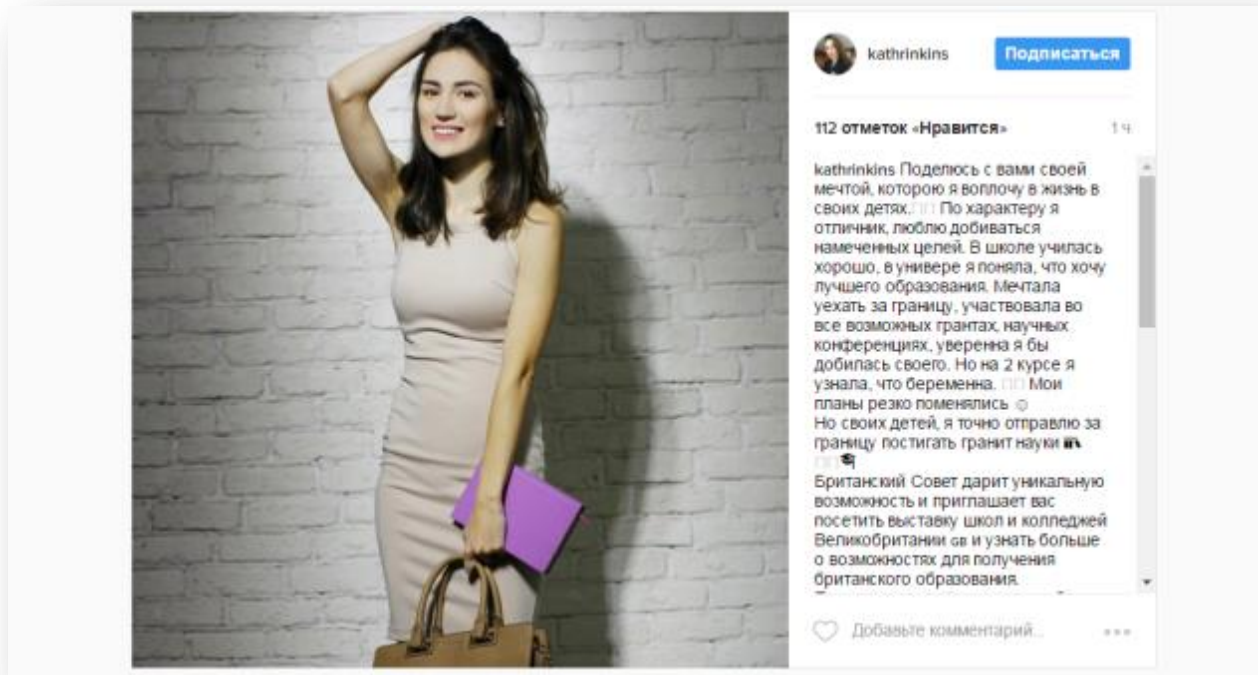 kathrinkins
Подписаться
112 отметок «Нравится»
1 ч
kathrinkins Поделюсь с вами своей
мечтой, которою я воплочу в жизнь в
своих детях. По характеру я
отличник, люблю добиваться
намеченных целей. В школе училась
хорошо, в универе я поняла, что хочу
лучшего образования. Мечтала
уехать за границу, участвовала во
все возможных грантах, научных
конференциях, уверенна я бы
добилась своего. Но на 2 курсе я
узнала, что беременна. Мои
планы резко поменялись
Но своих детей, я точно отправлю за
границу постигать гранит науки
Британский Совет дарит уникальную
возможность и приглашает вас
посетить выставку школ и колледжей
Великобритании GB и узнать больше
о возможностях для получения
британского образования.
Добавьте комментарий...